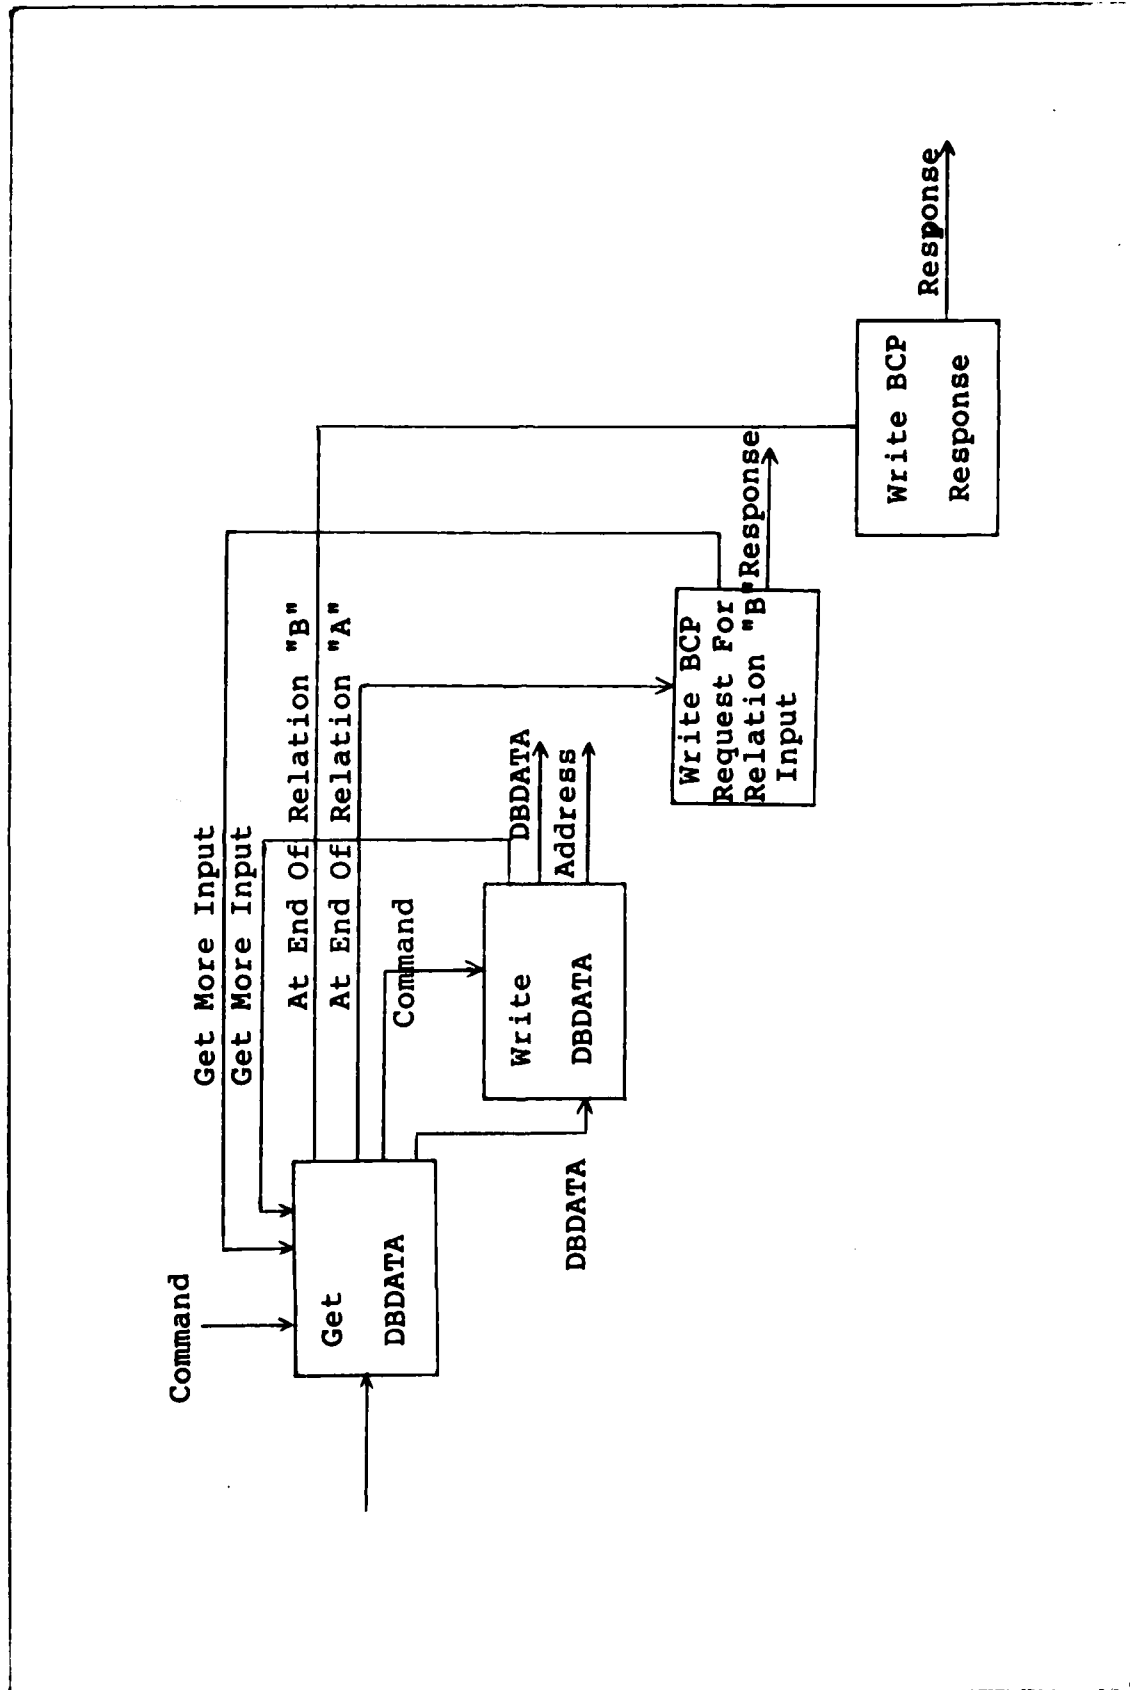 Command
Get More Input
Get More Input
At End Of Relation "B"
At End Of Relation "A"
Get
DBDATA
Command
DBDATA
Write
DBDATA
DBDATA
Address
Write BCP
Request For
Relation "B"
Input
Response
Write BCP
Response
Response